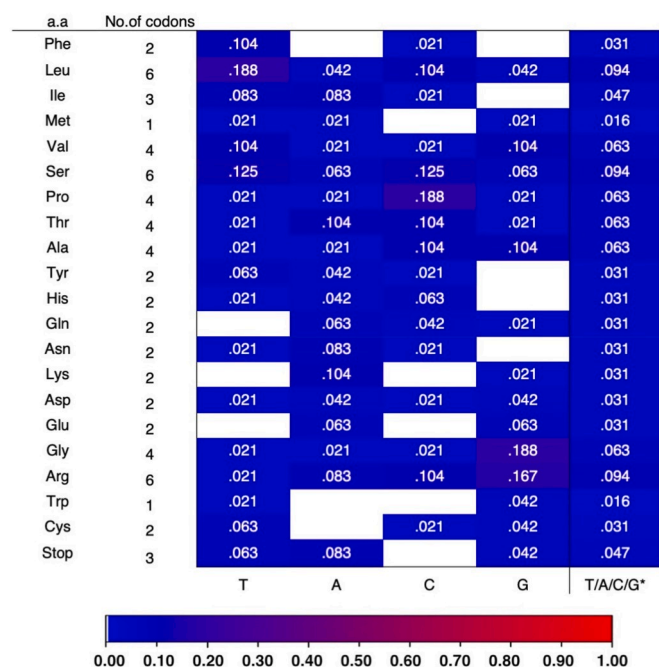 a.a No.of codons
Phe 2 .104 .021 .031
Leu 6 .188 .042 .104 .042 .094
Ile 3 .083 .083 .021 .047
Met 1 .021 .021 .021 .016
Val 4 .104 .021 .021 .104 .063
Ser 6 .125 .063 .125 .063 .094
Pro 4 .021 .021 .188 .021 .063
Thr 4 .021 .104 .104 .021 .063
Ala 4 .021 .021 .104 .104 .063
Tyr 2 .063 .042 .021 .031
His 2 .021 .042 .063 .031
Gln 2 .063 .042 .021 .031
Asn 2 .021 .083 .021 .031
Lys 2 .104 .021 .031
Asp 2 .021 .042 .021 .042 .031
Glu 2 .063 .063 .031
Gly 4 .021 .021 .021 .188 .063
Arg 6 .021 .083 .104 .167 .094
Trp 1 .021 .042 .016
Cys 2 .063 .021 .042 .031
Stop 3 .063 .083 .042 .047
T A C G T/A/C/G*
0.00 0.10 0.20 0.30 0.40 0.50 0.60 0.70 0.80 0.90 1.00